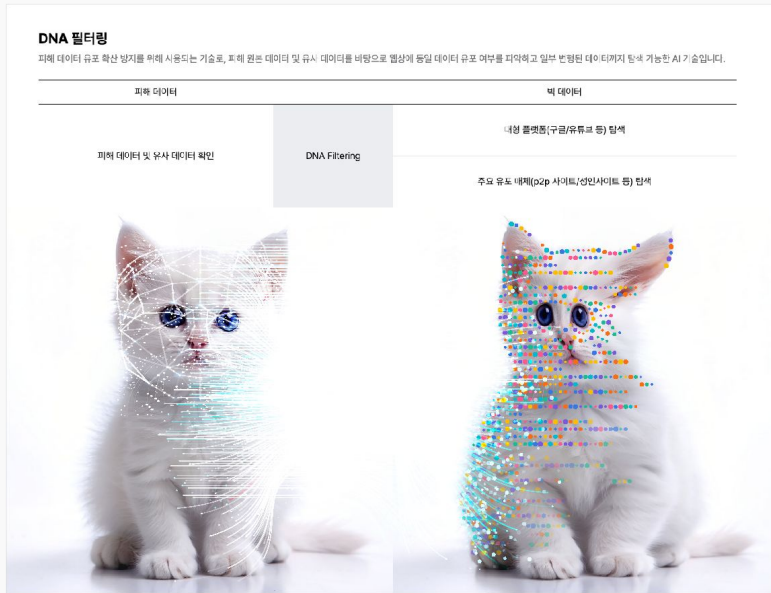 DNA 필터링
피해 데이터 유포 확산 방지를 위해 사용되는 기술로, 피해 원본 데이터 및 유사 데이터를 바탕으로 웹상에 동일 데이터 유포 여부를 파악하고 일부 변형된 데이터까지 탐색 가능한 AI 기술입니다.
피해 데이터
빅 데이터
대형 플랫폼(구글/유튜브 등) 탐색
피해 데이터 및 유사 데이터 확인
DNA Filtering
주요 유포 매체(p2p 사이트/성인사이트 등) 탐색